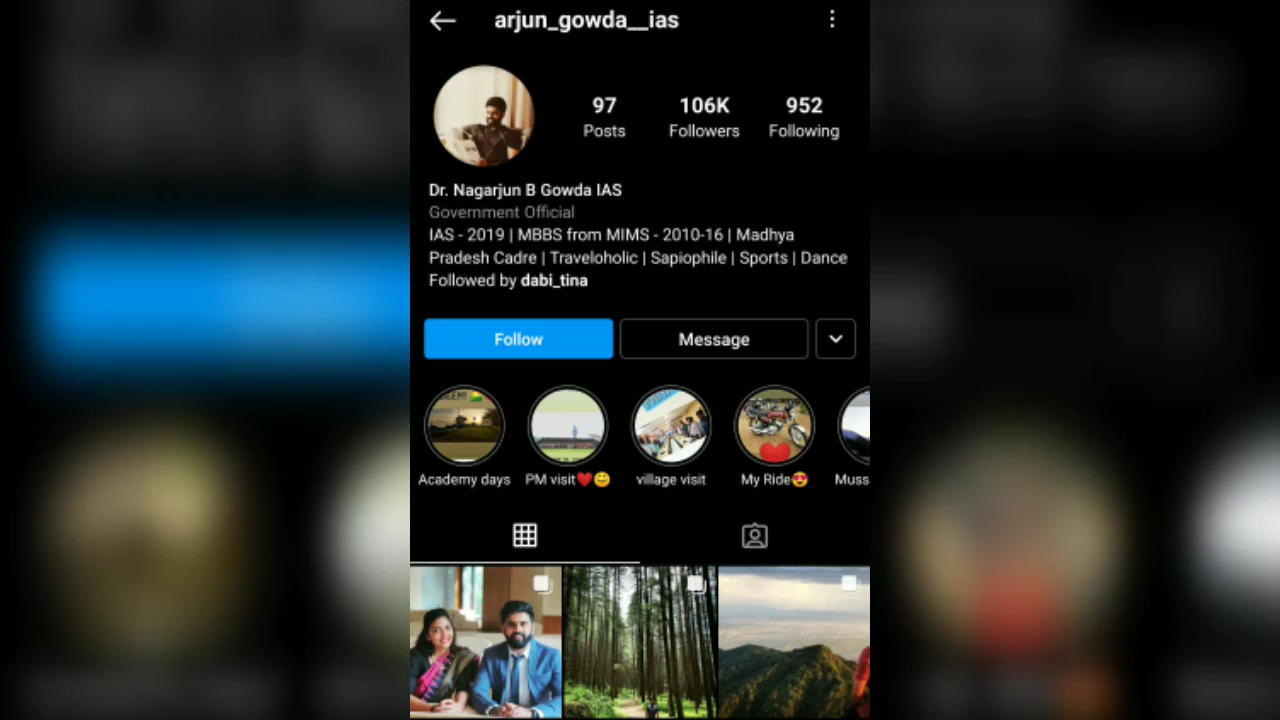 arjun_gowda__ias
97 106K 952
Posts Followers Following
Dr. Nagarjun B Gowda IAS
Government Official
IAS - 2019 | MBBS from MIMS - 2010-16 | Madhya
Pradesh Cadre | Traveloholic | Sapiophile | Sports | Dance
Followed by dabi_tina
Follow Message
Academy days PM visit❤️😊 village visit My Ride😍 Muss